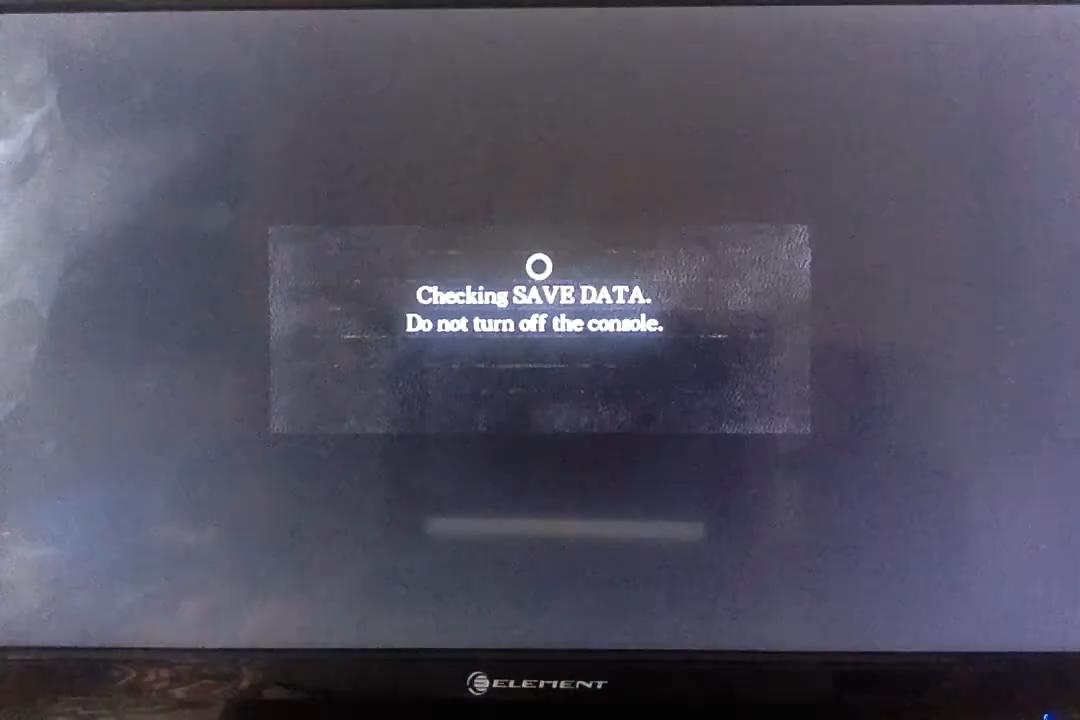 Checking SAVE DATA.
Do not turn off the console.
ELEMENT